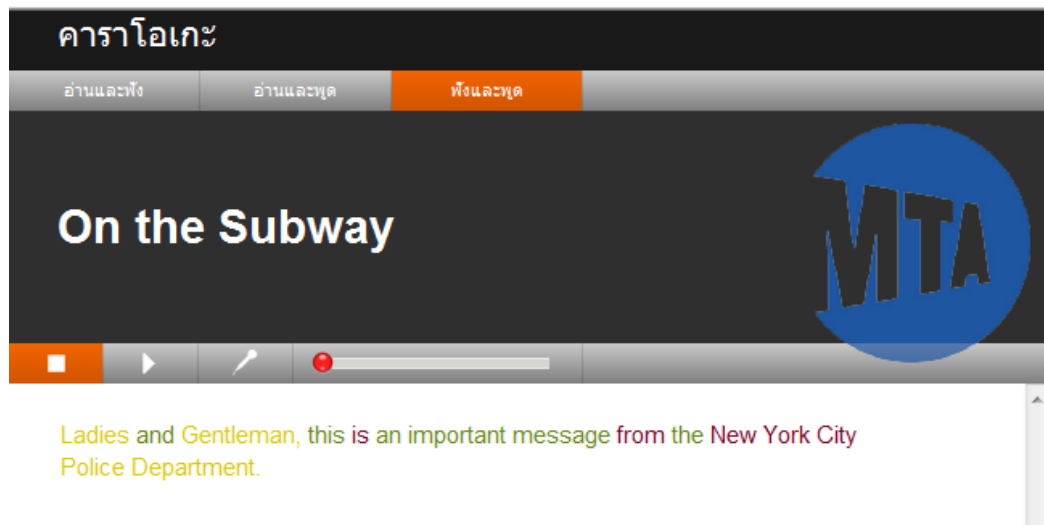 คาราโอเกะ
อ่านและฟัง อ่านและพูด ฟังและพูด
On the Subway
MTA
Ladies and Gentleman, this is an important message from the New York City
Police Department.